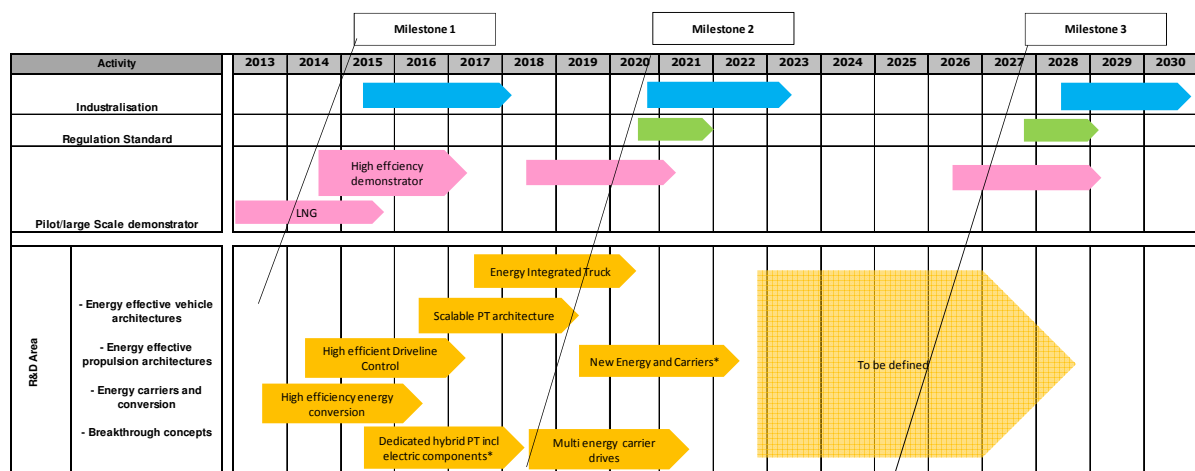 Milestone 1
Milestone 2
Milestone 3
Activity
2013 2014 2015 2016 2017 2018 2019 2020 2021 2022 2023 2024 2025 2026 2027 2028 2029 2030
Industralisation
Regulation Standard
High effciency
demonstrator
LNG
Pilot/large Scale demonstrator
R&D Area
- Energy effective vehicle
architectures
- Energy effective
propulsion architectures
- Energy carriers and
conversion
- Breakthrough concepts
Energy Integrated Truck
Scalable PT architecture
High efficient Driveline
Control
New Energy and Carriers*
To be defined
High efficiency energy
conversion
Dedicated hybrid PT incl
electric components*
Multi energy carrier
drives